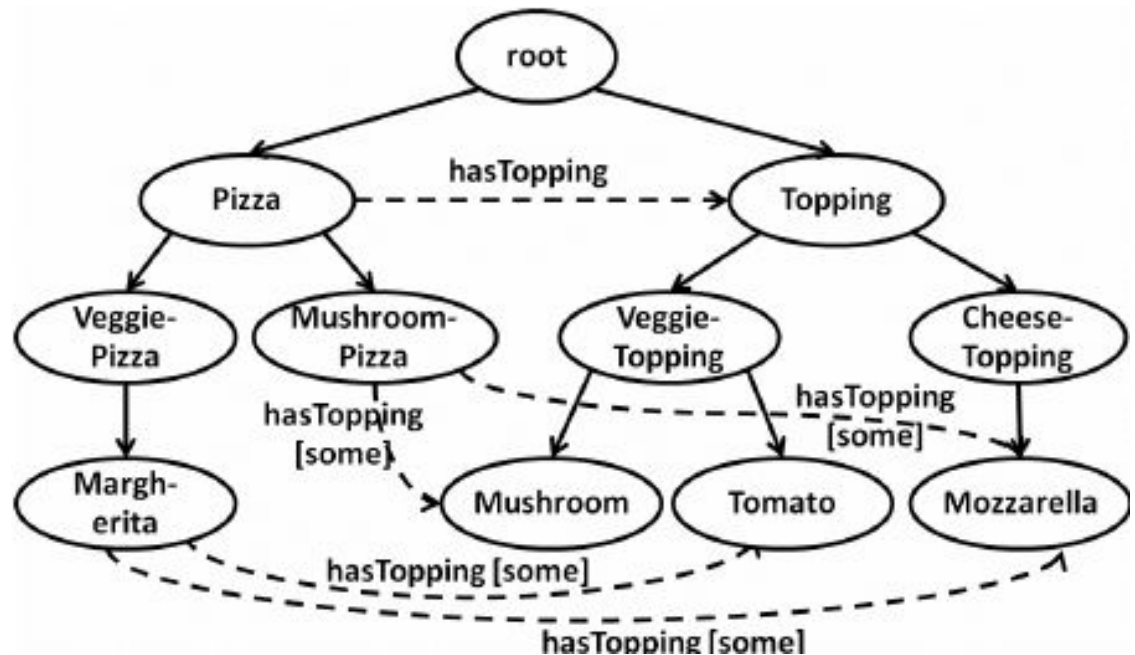 root
hasTopping
Pizza
Topping
Veggie-
Pizza
Mushroom-
Pizza
Veggie-
Topping
Cheese-
Topping
hasTopping
[some]
hasTopping
[some]
Margh-
erita
Mushroom
Tomato
Mozzarella
hasTopping [some]
hasTopping [some]